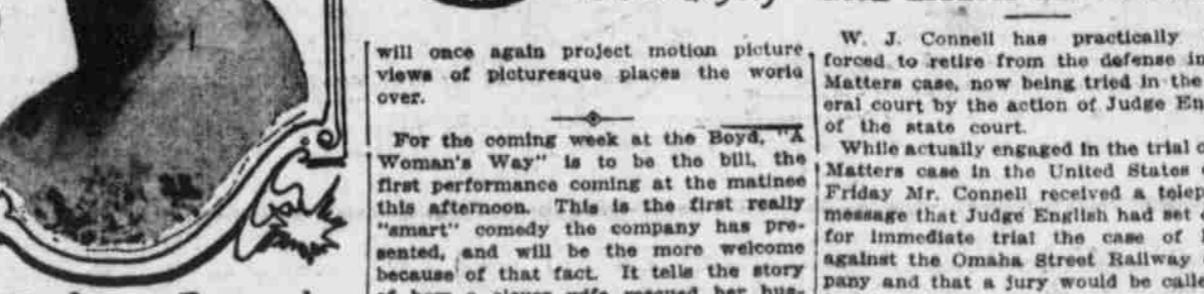 will once again project motion picture
views of picturesque places the world
over.
For the coming week at the Boyd, "A
Woman's Way" is to be the bill, the
first performance coming at the matinee
this afternoon. This is the first really
"smart" comedy the company has pre-
sented, and will be the more welcome
because of that fact. It tells the story
W. J. Connell has practically
forced to retire from the defense in
Matters case, now being tried in the
eral court by the action of Judge En
of the state court.
While actually engaged in the trial o
Matters case in the United States
Friday Mr. Connell received a tele
message that Judge English had set
for immediate trial the case of
against the Omaha Street Railway
pany and that a jury would be call